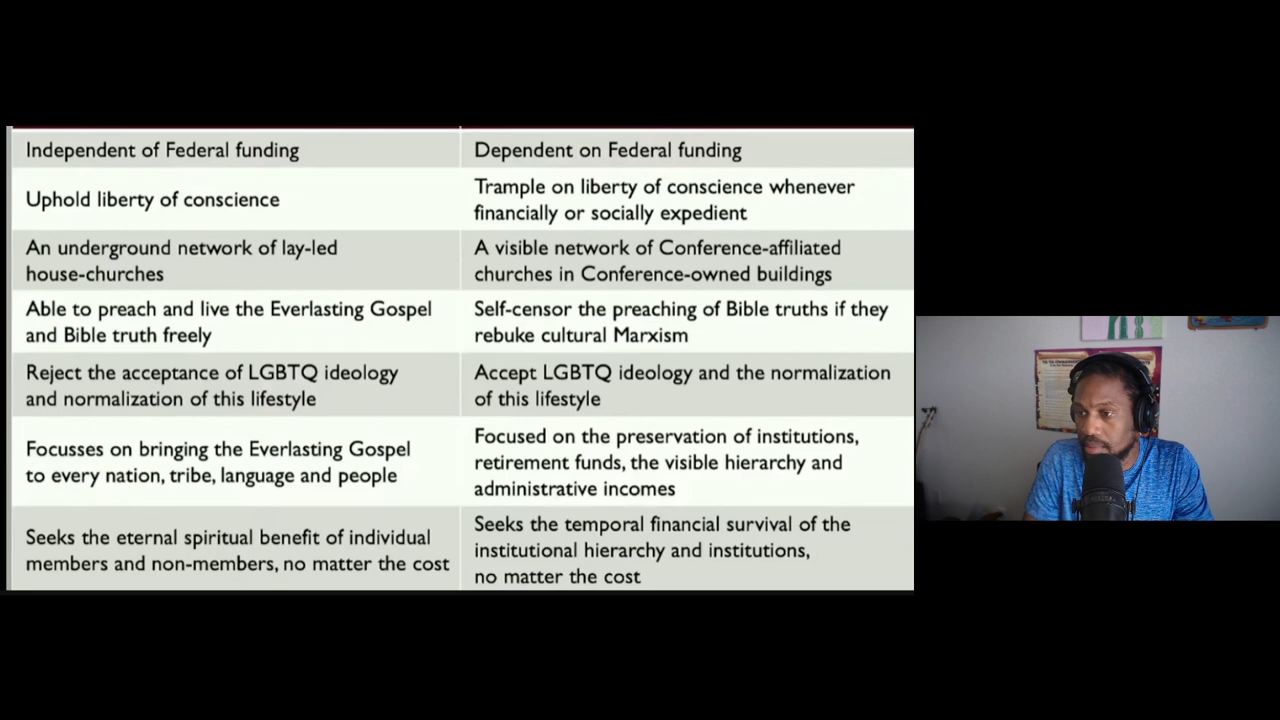 Independent of Federal funding
Dependent on Federal funding
Uphold liberty of conscience
Trample on liberty of conscience whenever
financially or socially expedient
An underground network of lay-led
house-churches
A visible network of Conference-affiliated
churches in Conference-owned buildings
Able to preach and live the Everlasting Gospel
and Bible truth freely
Self-censor the preaching of Bible truths if they
rebuke cultural Marxism
Reject the acceptance of LGBTQ ideology
and normalization of this lifestyle
Accept LGBTQ ideology and the normalization
of this lifestyle
Focusses on bringing the Everlasting Gospel
to every nation, tribe, language and people
Focused on the preservation of institutions,
retirement funds, the visible hierarchy and
administrative incomes
Seeks the eternal spiritual benefit of individual
members and non-members, no matter the cost
Seeks the temporal financial survival of the
institutional hierarchy and institutions,
no matter the cost